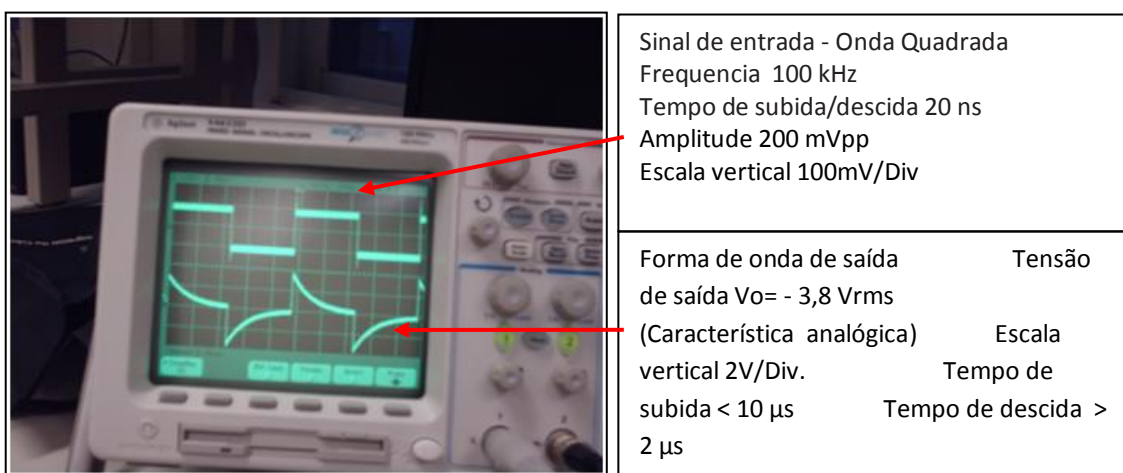 Agilent
Sinal de entrada - Onda Quadrada
Frequencia 100 kHz
Tempo de subida/descida 20 ns
Amplitude 200 mVpp
Escala vertical 100mV/Div
Forma de onda de saída Tensão
de saída Vo= - 3,8 Vrms
(Característica analógica) Escala
vertical 2V/Div. Tempo de
subida < 10 μs Tempo de descida >
2 μs
1
2